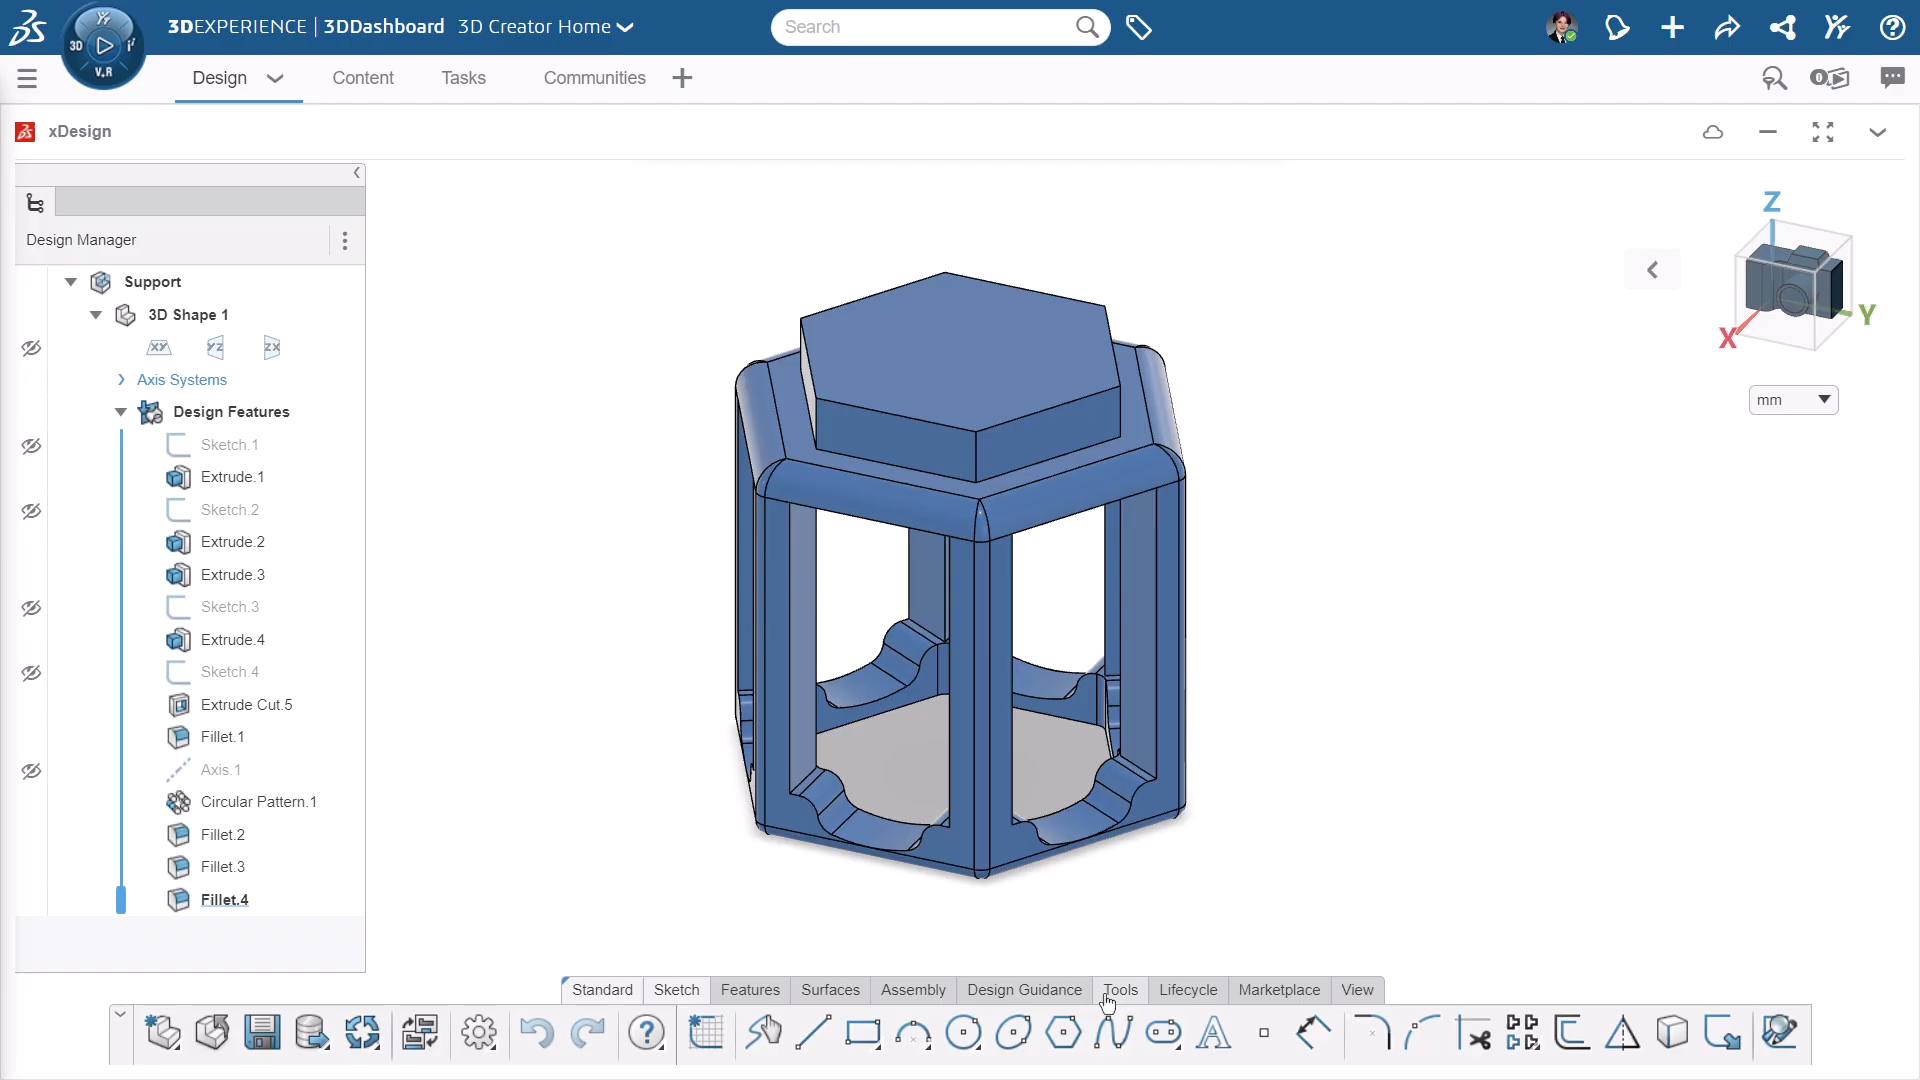 3DEXPERIENCE | 3DDashboard 3D Creator Home
Search
3D
V.R
Design
Content
Tasks
Communities
0
xDesign
Design Manager
Support
3D Shape 1
XY YZ ZX
Axis Systems
Design Features
Sketch.1
Extrude.1
Sketch.2
Extrude.2
Extrude.3
Sketch.3
Extrude.4
Sketch.4
Extrude Cut.5
Fillet.1
Axis.1
Circular Pattern.1
Fillet.2
Fillet.3
Fillet.4
Z
Y
X
mm
Standard Sketch Features Surfaces Assembly Design Guidance Tools Lifecycle Marketplace View